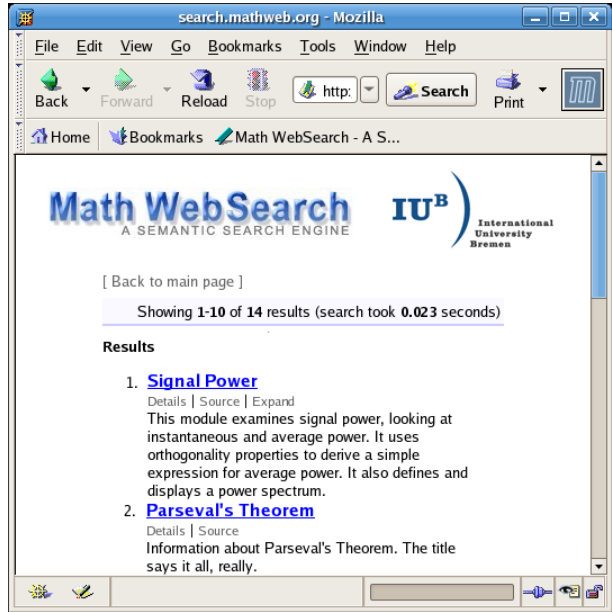 search.mathweb.org - Mozilla
File Edit View Go Bookmarks Tools Window Help
Back Forward Reload Stop http: Search Print
Home Bookmarks Math WebSearch - A S...
Math WebSearch
A SEMANTIC SEARCH ENGINE
IUB
International
University
Bremen
[ Back to main page ]
Showing 1-10 of 14 results (search took 0.023 seconds)
Results
1. Signal Power
Details | Source | Expand
This module examines signal power, looking at
instantaneous and average power. It uses
orthogonality properties to derive a simple
expression for average power. It also defines and
displays a power spectrum.
2. Parseval's Theorem
Details | Source
Information about Parseval's Theorem. The title
says it all, really.